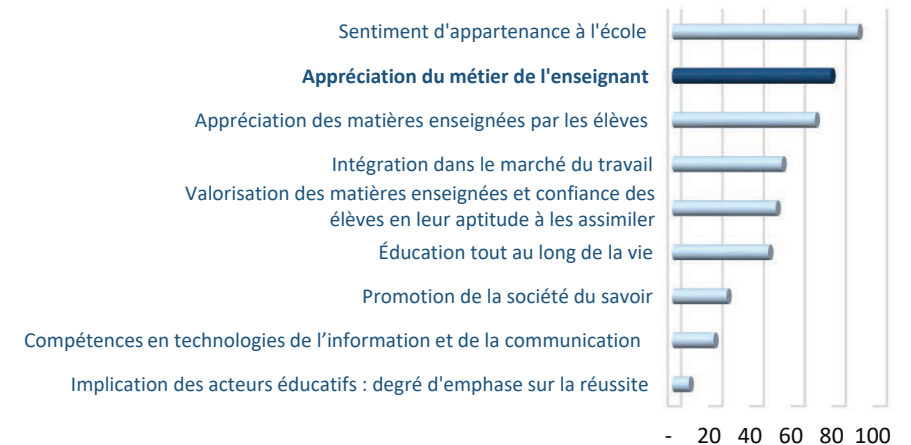 Sentiment d'appartenance à l'école
Appréciation du métier de l'enseignant
Appréciation des matières enseignées par les élèves
Intégration dans le marché du travail
Valorisation des matières enseignées et confiance des
élèves en leur aptitude à les assimiler
Éducation tout au long de la vie
Promotion de la société du savoir
Compétences en technologies de l’information et de la communication
Implication des acteurs éducatifs : degré d'emphase sur la réussite
- 20 40 60 80 100